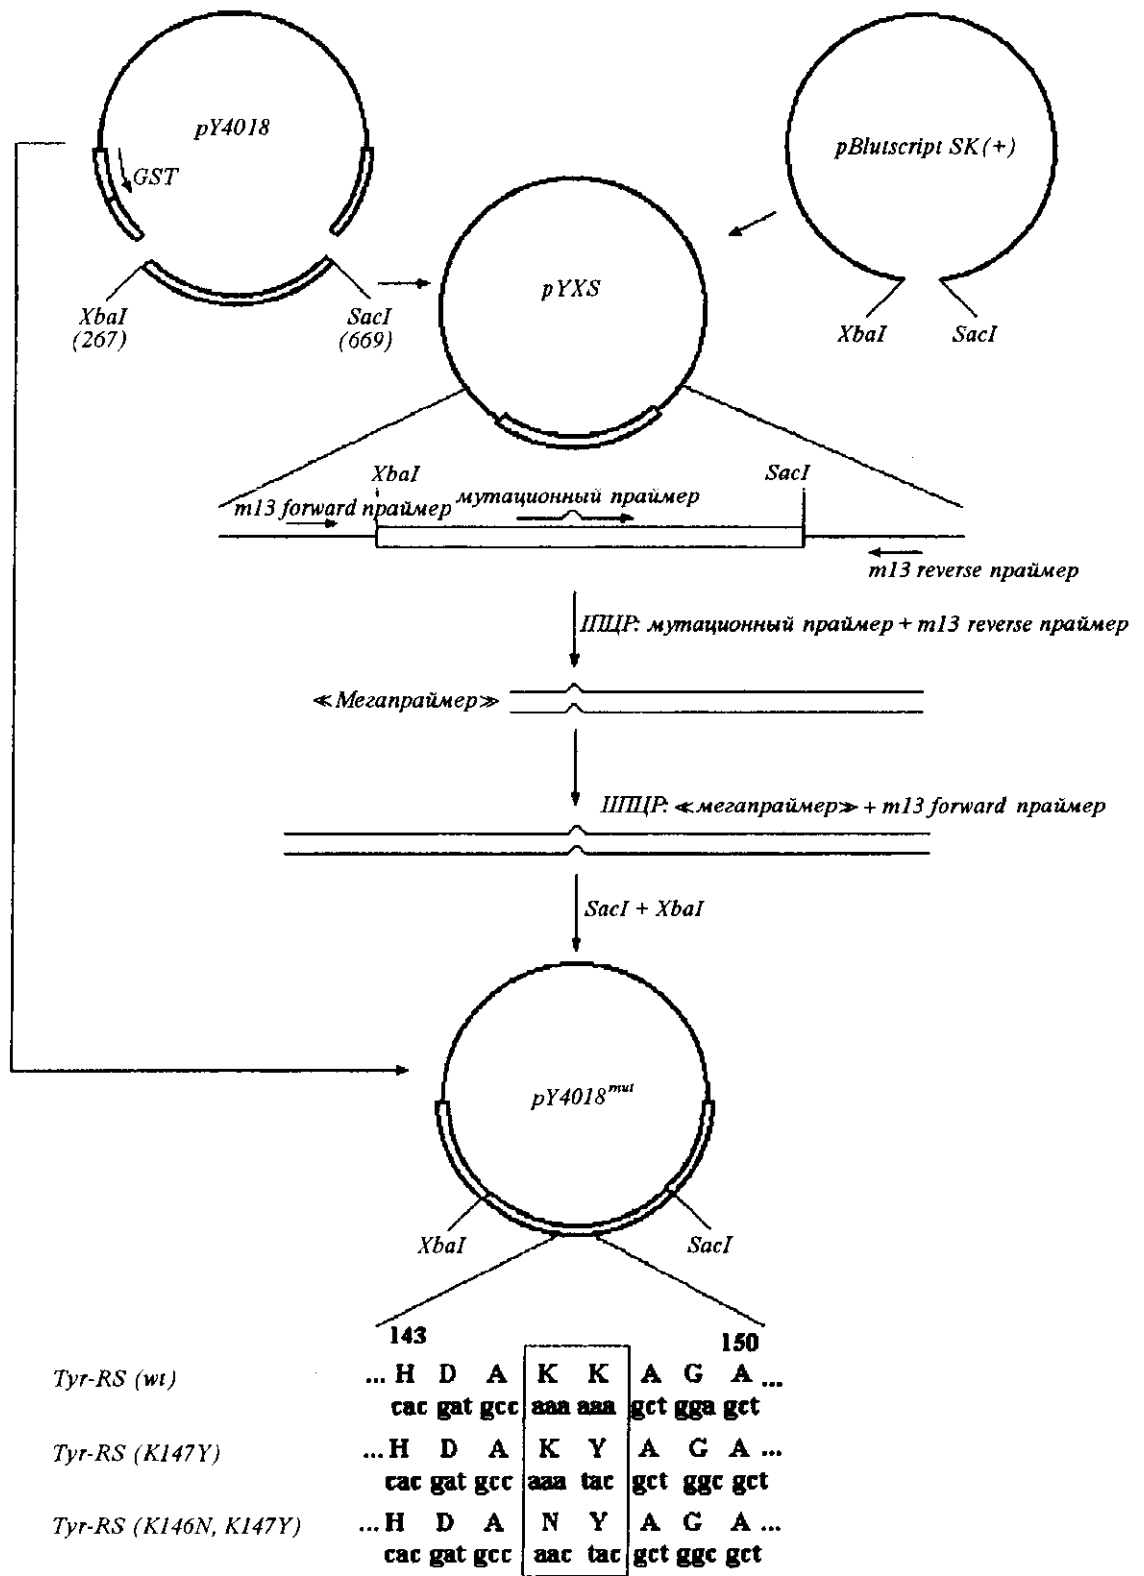 pY4018
GST
XbaI
(267)
SacI
(669)
pBlutscript SK(+)
XbaI
SacI
pYXS
XbaI
SacI
m13 forward праймер
мутационный праймер
m13 reverse праймер
ІПЦР: мутационный праймер + m13 reverse праймер
≪Мегапраймер≫
ІІПЦР: ≪мегапраймер≫ + m13 forward праймер
SacI + XbaI
pY4018mut
XbaI
SacI
143
150
Tyr-RS (wt)
... H D A K K A G A ...
cac gat gcc aaa aaa gct gga gct
Tyr-RS (K147Y)
... H D A K Y A G A ...
cac gat gcc aaa tac gct ggc gct
Tyr-RS (K146N, K147Y)
... H D A N Y A G A ...
cac gat gcc aac tac gct ggc gct